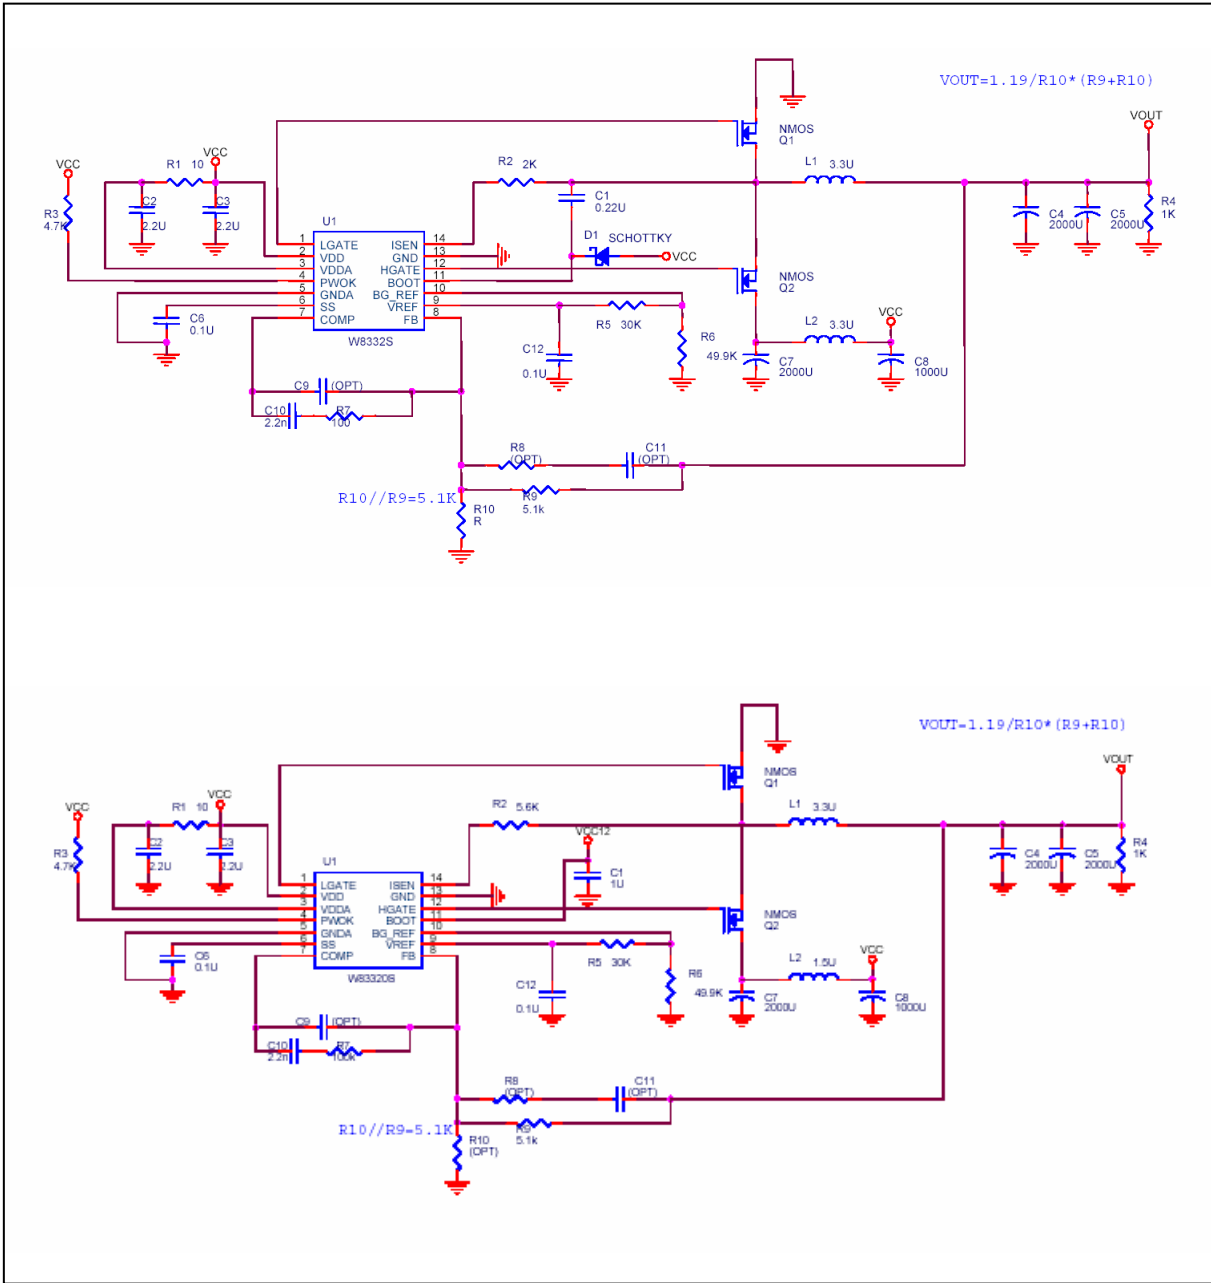 VOUT=1.19/R10*(R9+R10)
VOUT
NMOS
Q1
VCC
R1 10
VCC
R2 2K
L1 3.3U
C2
2.2U
C3
2.2U
R3
4.7K
C1
0.22U
C4
2000U
C5
2000U
R4
1K
U1
D1 SCHOTTKY
VCC
1 LGATE ISEN 14
2 VDD GND 13
3 VDDA HGATE 12
4 PWOK BOOT 11
5 GNDA BG_REF 10
6 SS VREF 9
7 COMP FB 8
W8332S
NMOS
Q2
C6
0.1U
R5 30K
R6
49.9K
L2 3.3U
VCC
C12
0.1U
C7
2000U
C8
1000U
C9 (OPT)
C10
2.2n
R7
100
R8
(OPT)
C11
(OPT)
R10//R9=5.1K
R9
5.1k
R10
R
VOUT=1.19/R10*(R9+R10)
VOUT
NMOS
Q1
VCC
R1 10
VCC
R2 5.6K
L1 3.3U
VCC12
C2
2.2U
C3
2.2U
R3
4.7K
C1
1U
C4
2000U
C5
2000U
R4
1K
U1
1 LGATE ISEN 14
2 VDD GND 13
3 VDDA HGATE 12
4 PWOK BOOT 11
5 GNDA BG_REF 10
6 SS VREF 9
7 COMP FB 8
W83320S
NMOS
Q2
C6
0.1U
R5 30K
R6
49.9K
L2 1.5U
VCC
C12
0.1U
C7
2000U
C8
1000U
C9 (OPT)
C10
2.2n
R7
100k
R8
(OPT)
C11
(OPT)
R10//R9=5.1K
R9
5.1k
R10
(OPT)